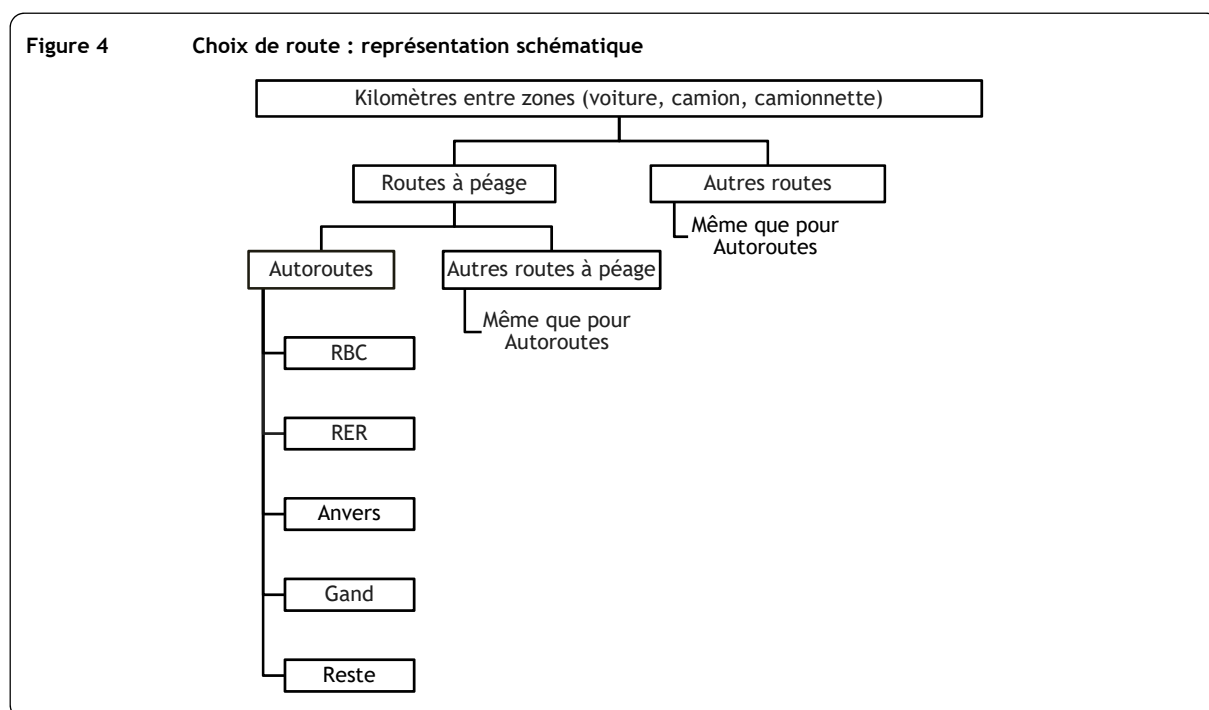 Figure 4 Choix de route : représentation schématique
Kilomètres entre zones (voiture, camion, camionnette)
Routes à péage
Autres routes
Même que pour
Autoroutes
Autoroutes
Autres routes à péage
Même que pour
Autoroutes
RBC
RER
Anvers
Gand
Reste